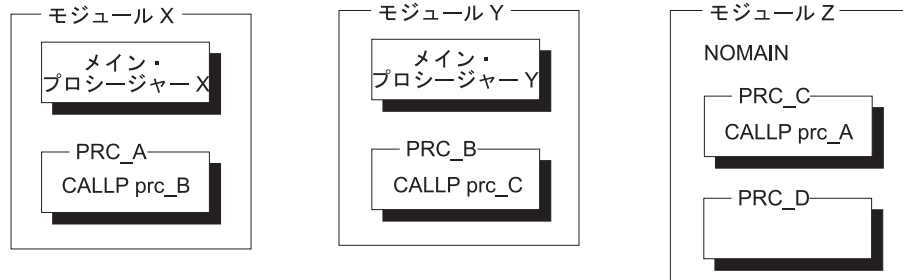 モジュール X
メイン・
プロシージャー X
PRC_A
CALLP prc_B
モジュール Y
メイン・
プロシージャー Y
PRC_B
CALLP prc_C
モジュール Z
NOMAIN
PRC_C
CALLP prc_A
PRC_D